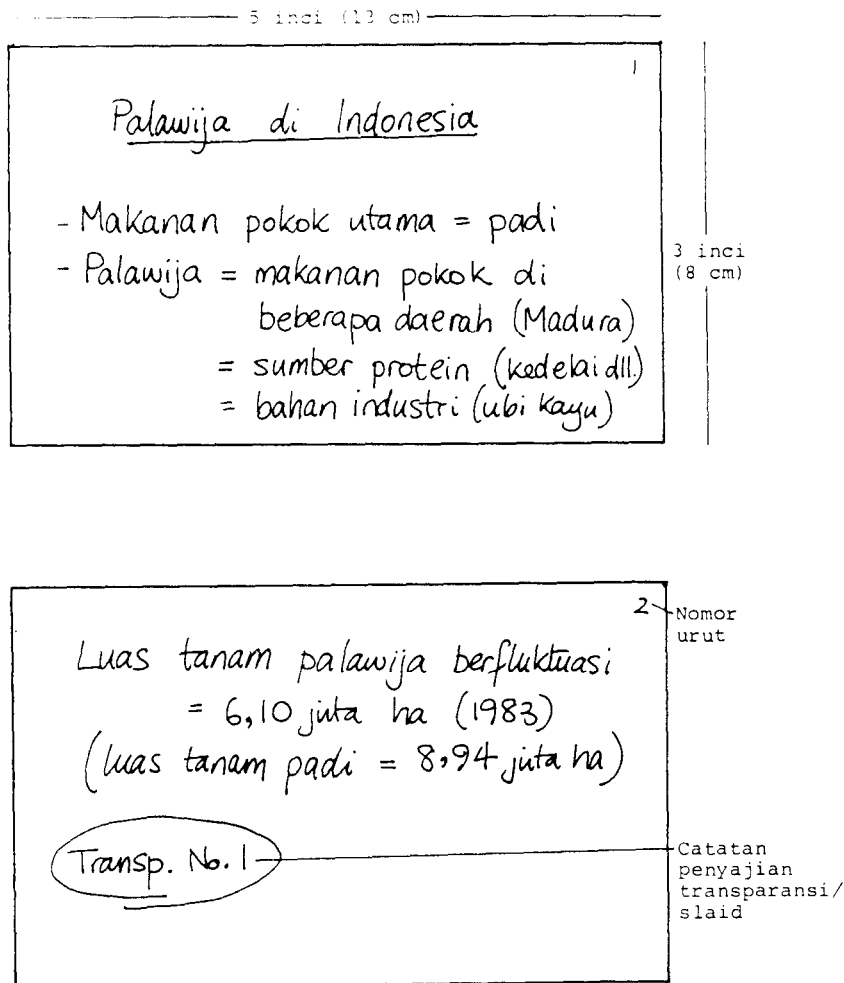 5 inci (13 cm)
1
Palawija di Indonesia
- Makanan pokok utama = padi
- Palawija = makanan pokok di
beberapa daerah (Madura)
= sumber protein (kedelai dll.)
= bahan industri (ubi kayu)
3 inci
(8 cm)
2
Nomor
urut
Luas tanam palawija berfluktuasi
= 6,10 juta ha (1983)
(luas tanam padi = 8,94 juta ha)
Transp. No. 1
Catatan
penyajian
transparansi/
slaid